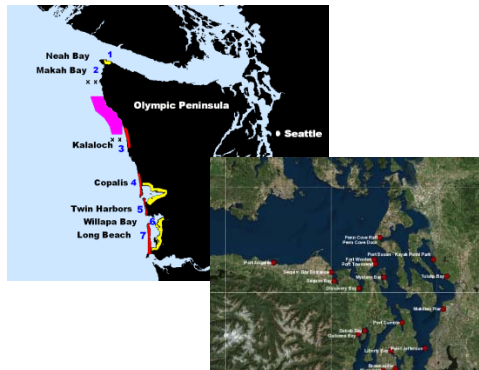 Neah Bay 1
Makah Bay 2
Olympic Peninsula
Seattle
Kalaloch
3
Copalis 4
Twin Harbors 5
Willapa Bay 6
Long Beach 7
Penn Cove Raft
Penn Cove Dock
Port Susan
Kayak Point Park
Port Angeles
Fort Worden
Port Townsend
Sequim Bay Entrance
Sequim Bay
Discovery Bay
Mystery Bay
Tulalip Bay
Mukilteo Pier
Port Gamble
Quilcene Bay
Liberty Bay
Point Jefferson